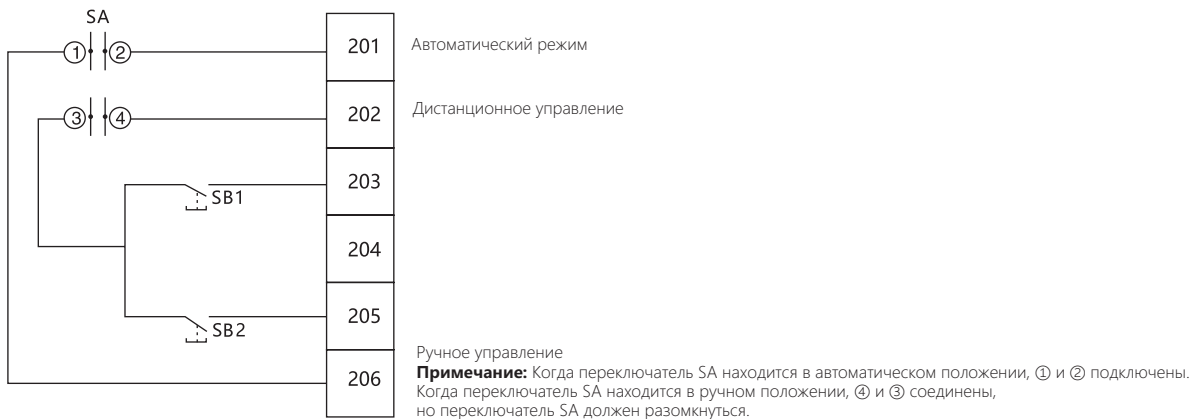 SA
① ② 201 Автоматический режим
③ ④ 202 Дистанционное управление
SB1 203
204
SB2 205
206
Ручное управление
Примечание: Когда переключатель SA находится в автоматическом положении, ① и ② подключены.
Когда переключатель SA находится в ручном положении, ④ и ③ соединены,
но переключатель SA должен разомкнуться.